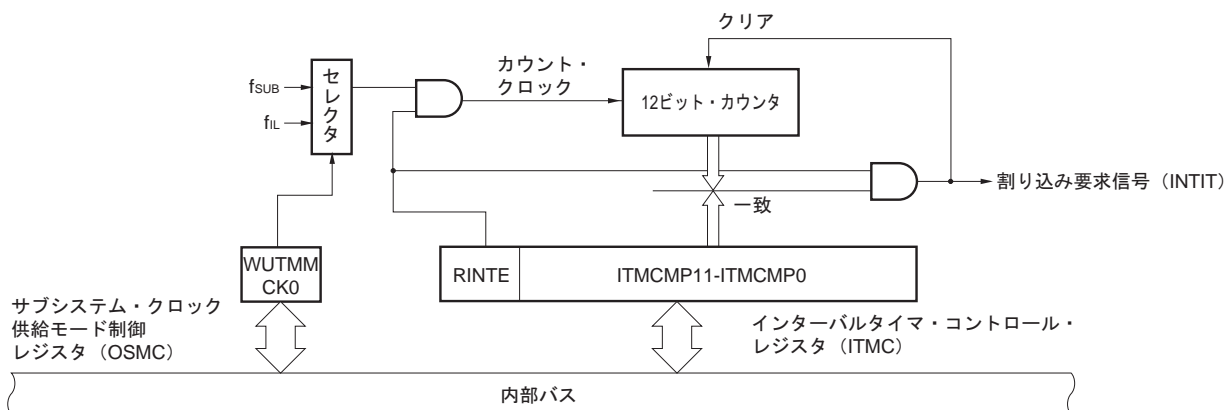 クリア
セレクタ
fSUB
fIL
カウント・
クロック
12ビット・カウンタ
割り込み要求信号（INTIT）
一致
WUTMM
CK0
RINTE
ITMCMP11-ITMCMP0
サブシステム・クロック
供給モード制御
レジスタ（OSMC）
インターバルタイマ・コントロール・
レジスタ（ITMC）
内部バス